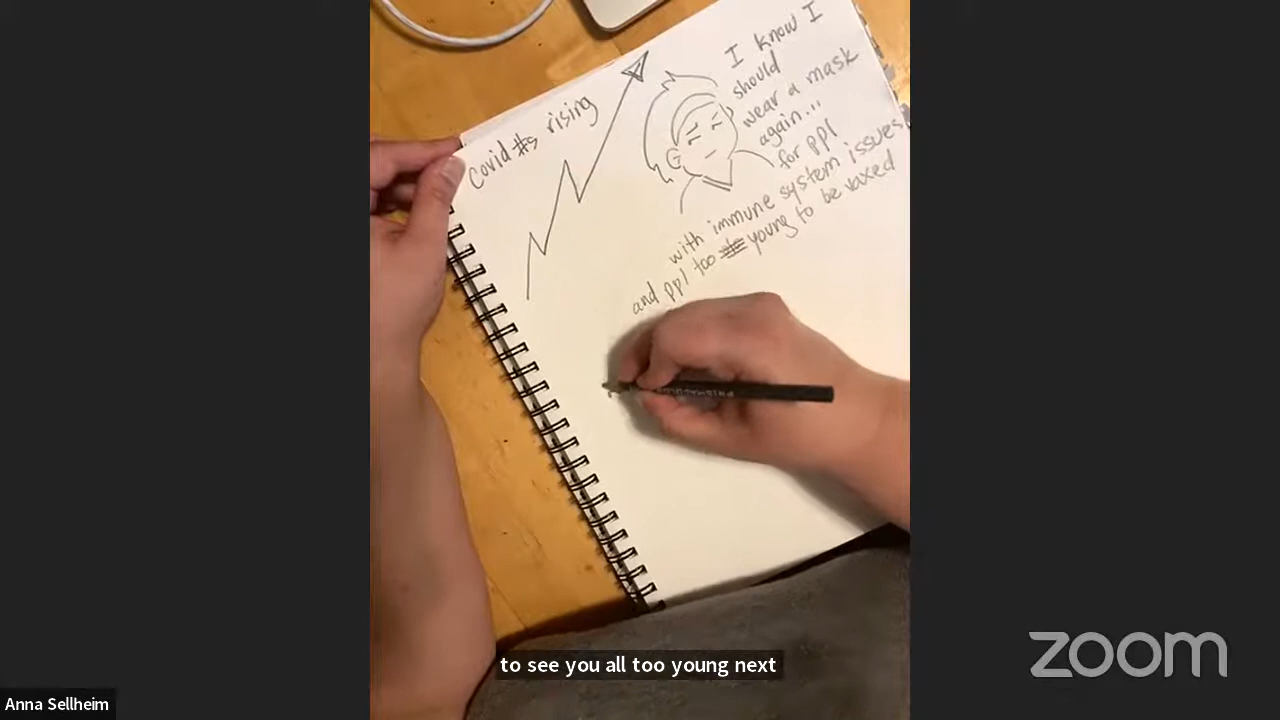 Covid #s rising
I know I
should
wear a mask
again...
for ppl
with immune system issues
and ppl too young to be vaxed
to see you all too young next
Anna Sellheim
zoom